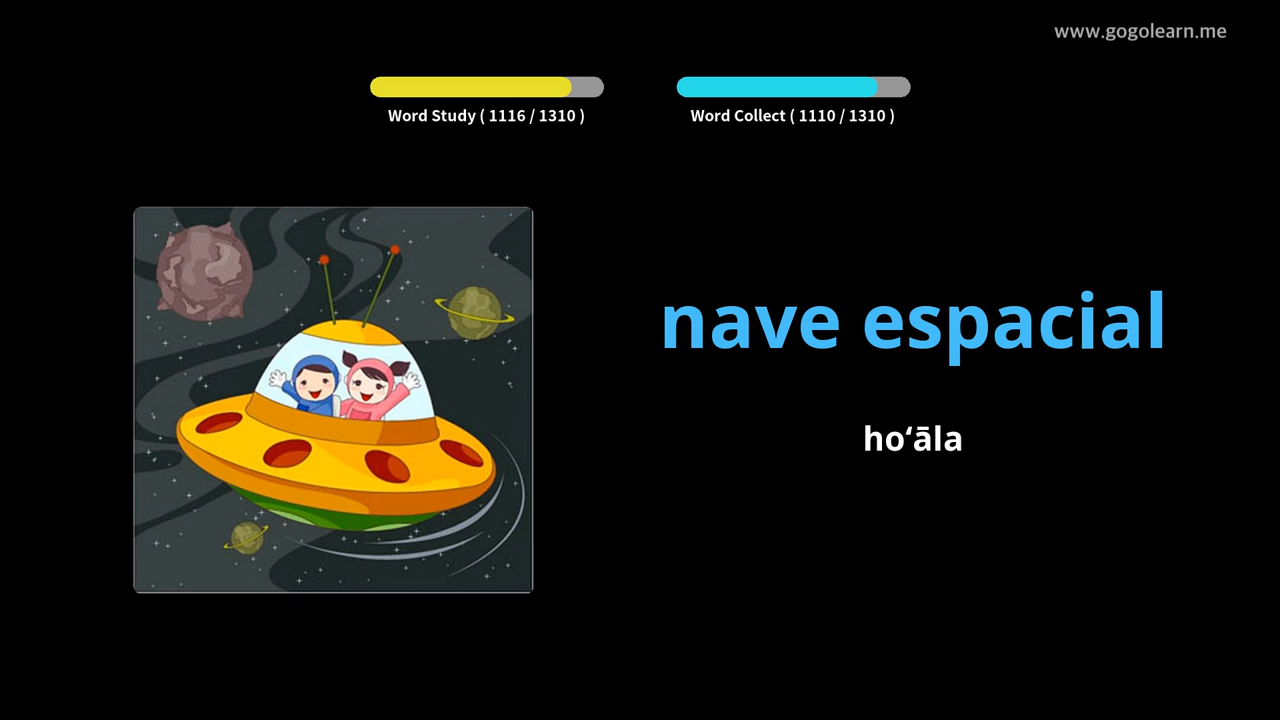 www.gogolearn.me
Word Study ( 1116 / 1310 )
Word Collect ( 1110 / 1310 )
nave espacial
hoʻāla